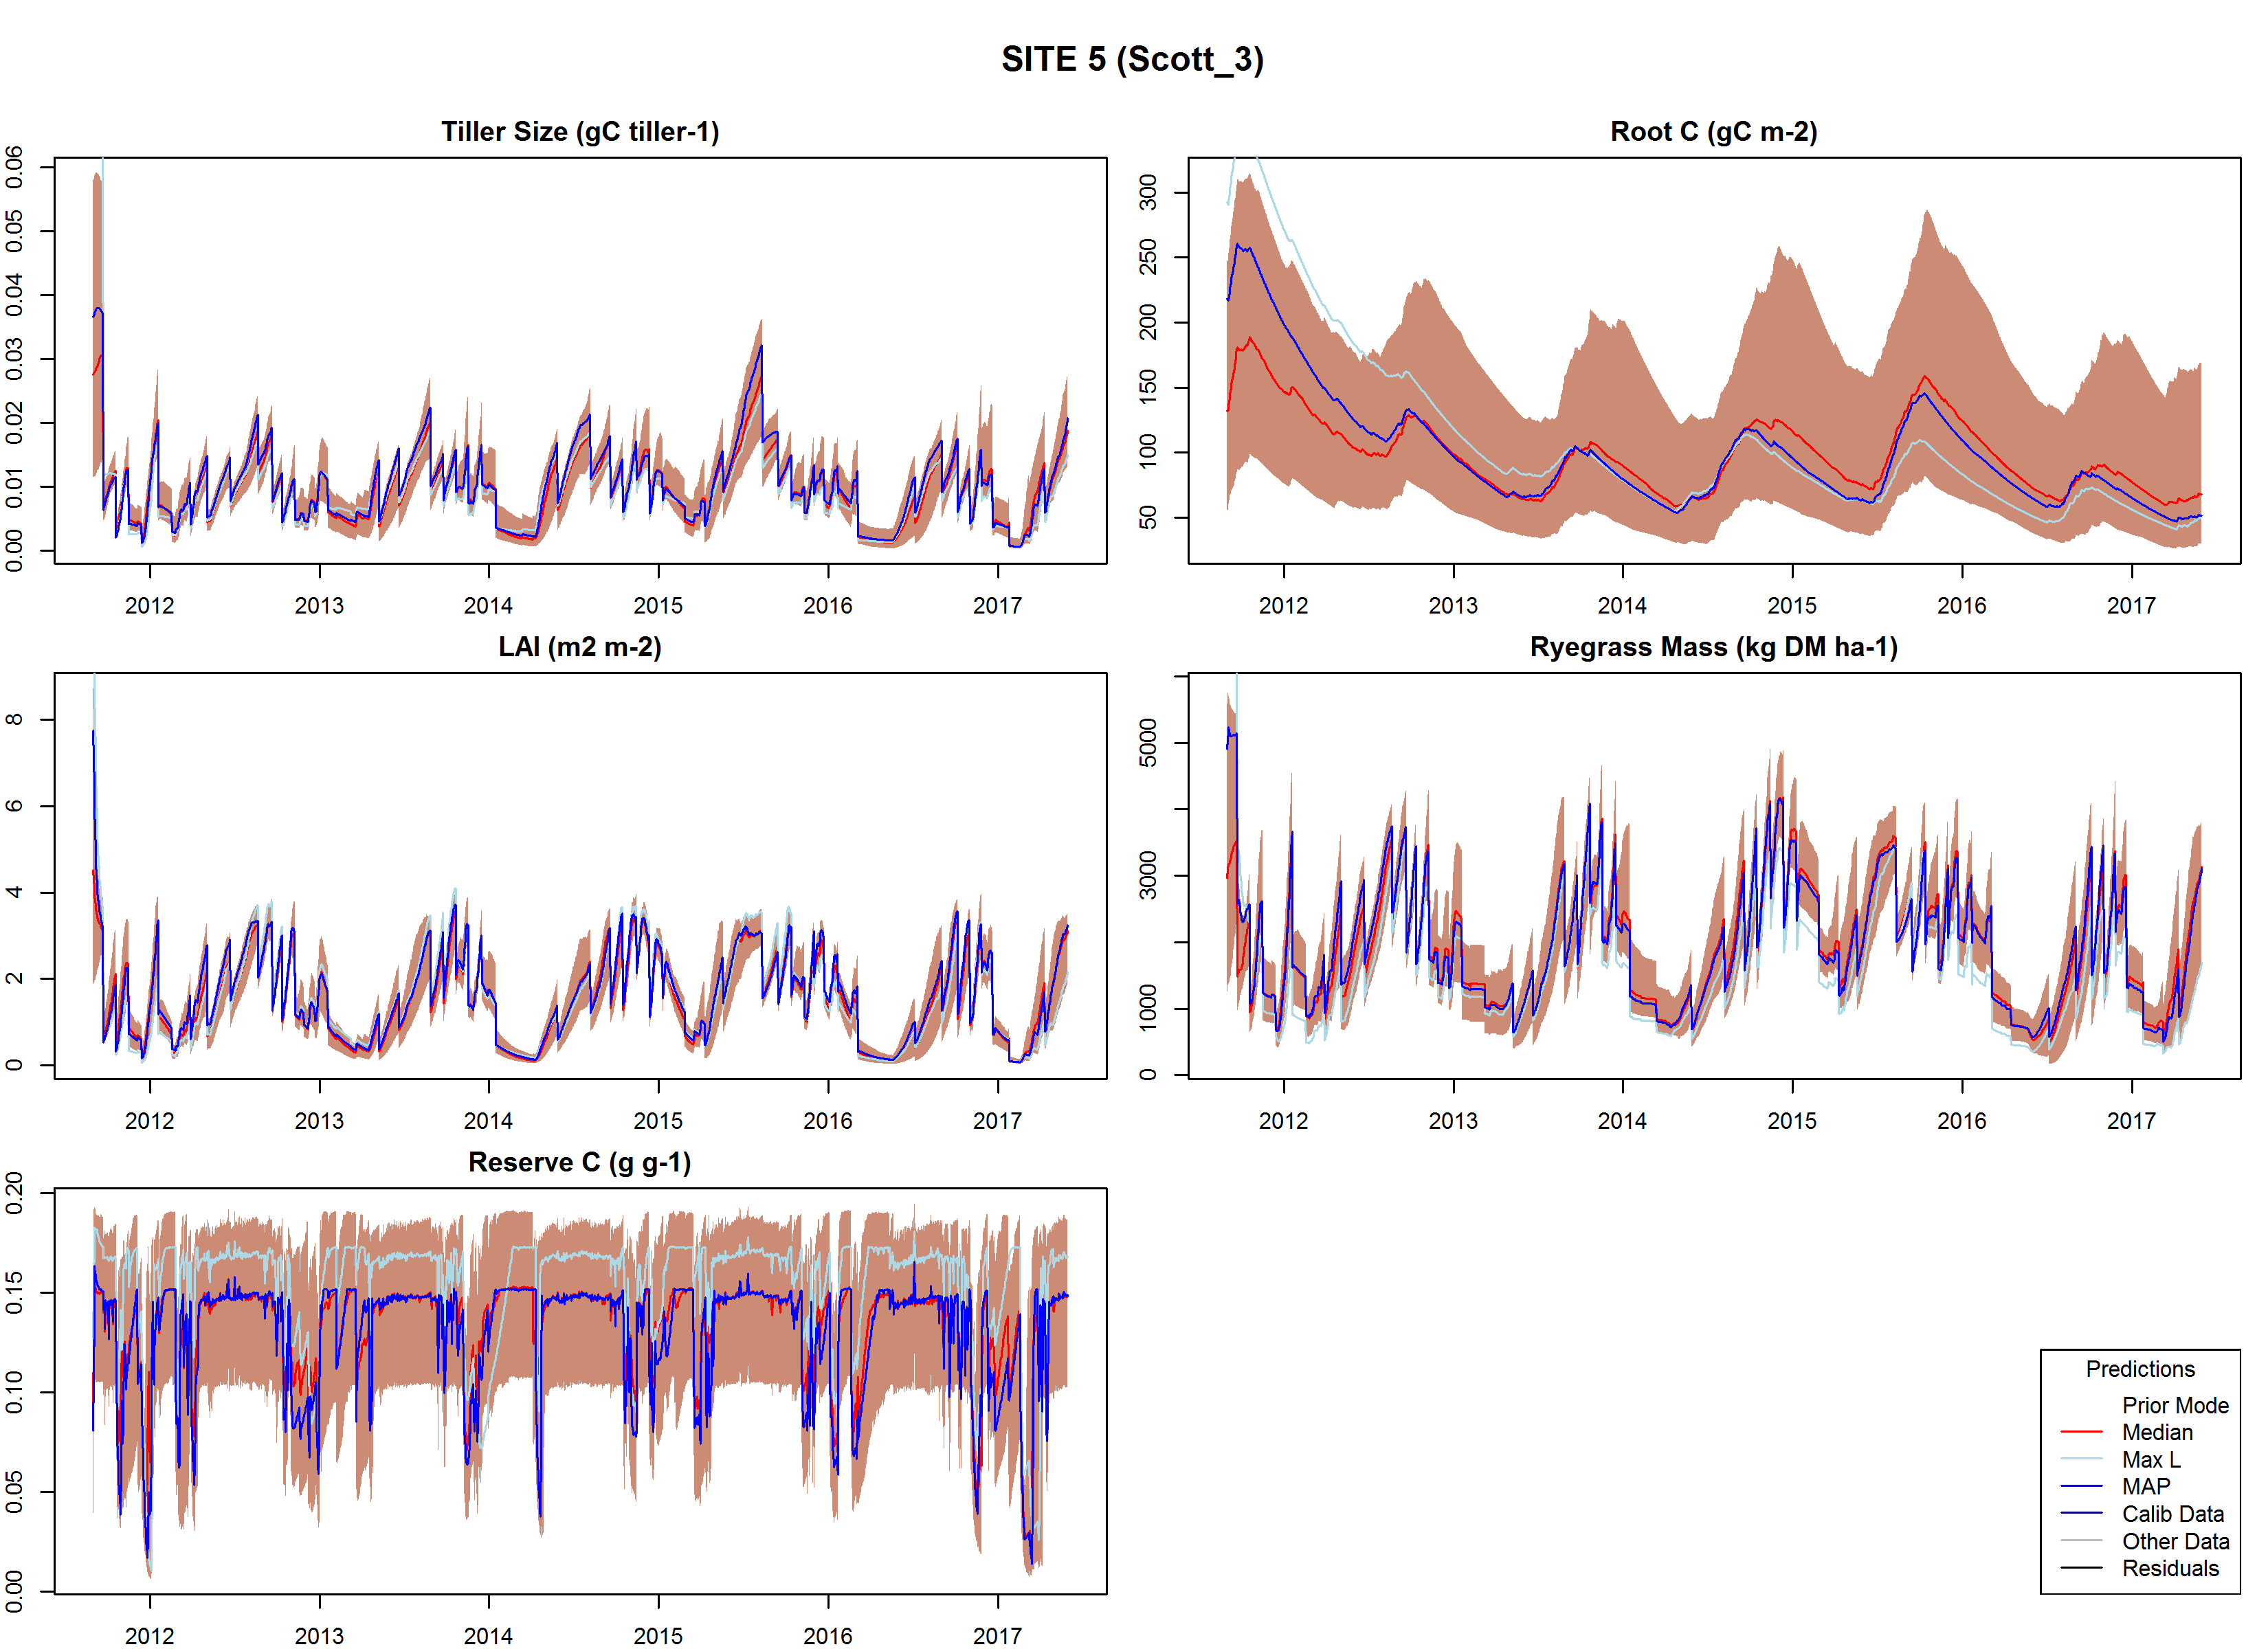 SITE 5 (Scott_3)
Tiller Size (gC tiller-1)
0.00 0.01 0.02 0.03 0.04 0.05 0.06
2012 2013 2014 2015 2016 2017
Root C (gC m-2)
50 100 150 200 250 300
2012 2013 2014 2015 2016 2017
LAI (m2 m-2)
0 2 4 6 8
2012 2013 2014 2015 2016 2017
Ryegrass Mass (kg DM ha-1)
0 1000 3000 5000
2012 2013 2014 2015 2016 2017
Reserve C (g g-1)
0.00 0.05 0.10 0.15 0.20
2012 2013 2014 2015 2016 2017
Predictions
Prior Mode
Median
Max L
MAP
Calib Data
Other Data
Residuals